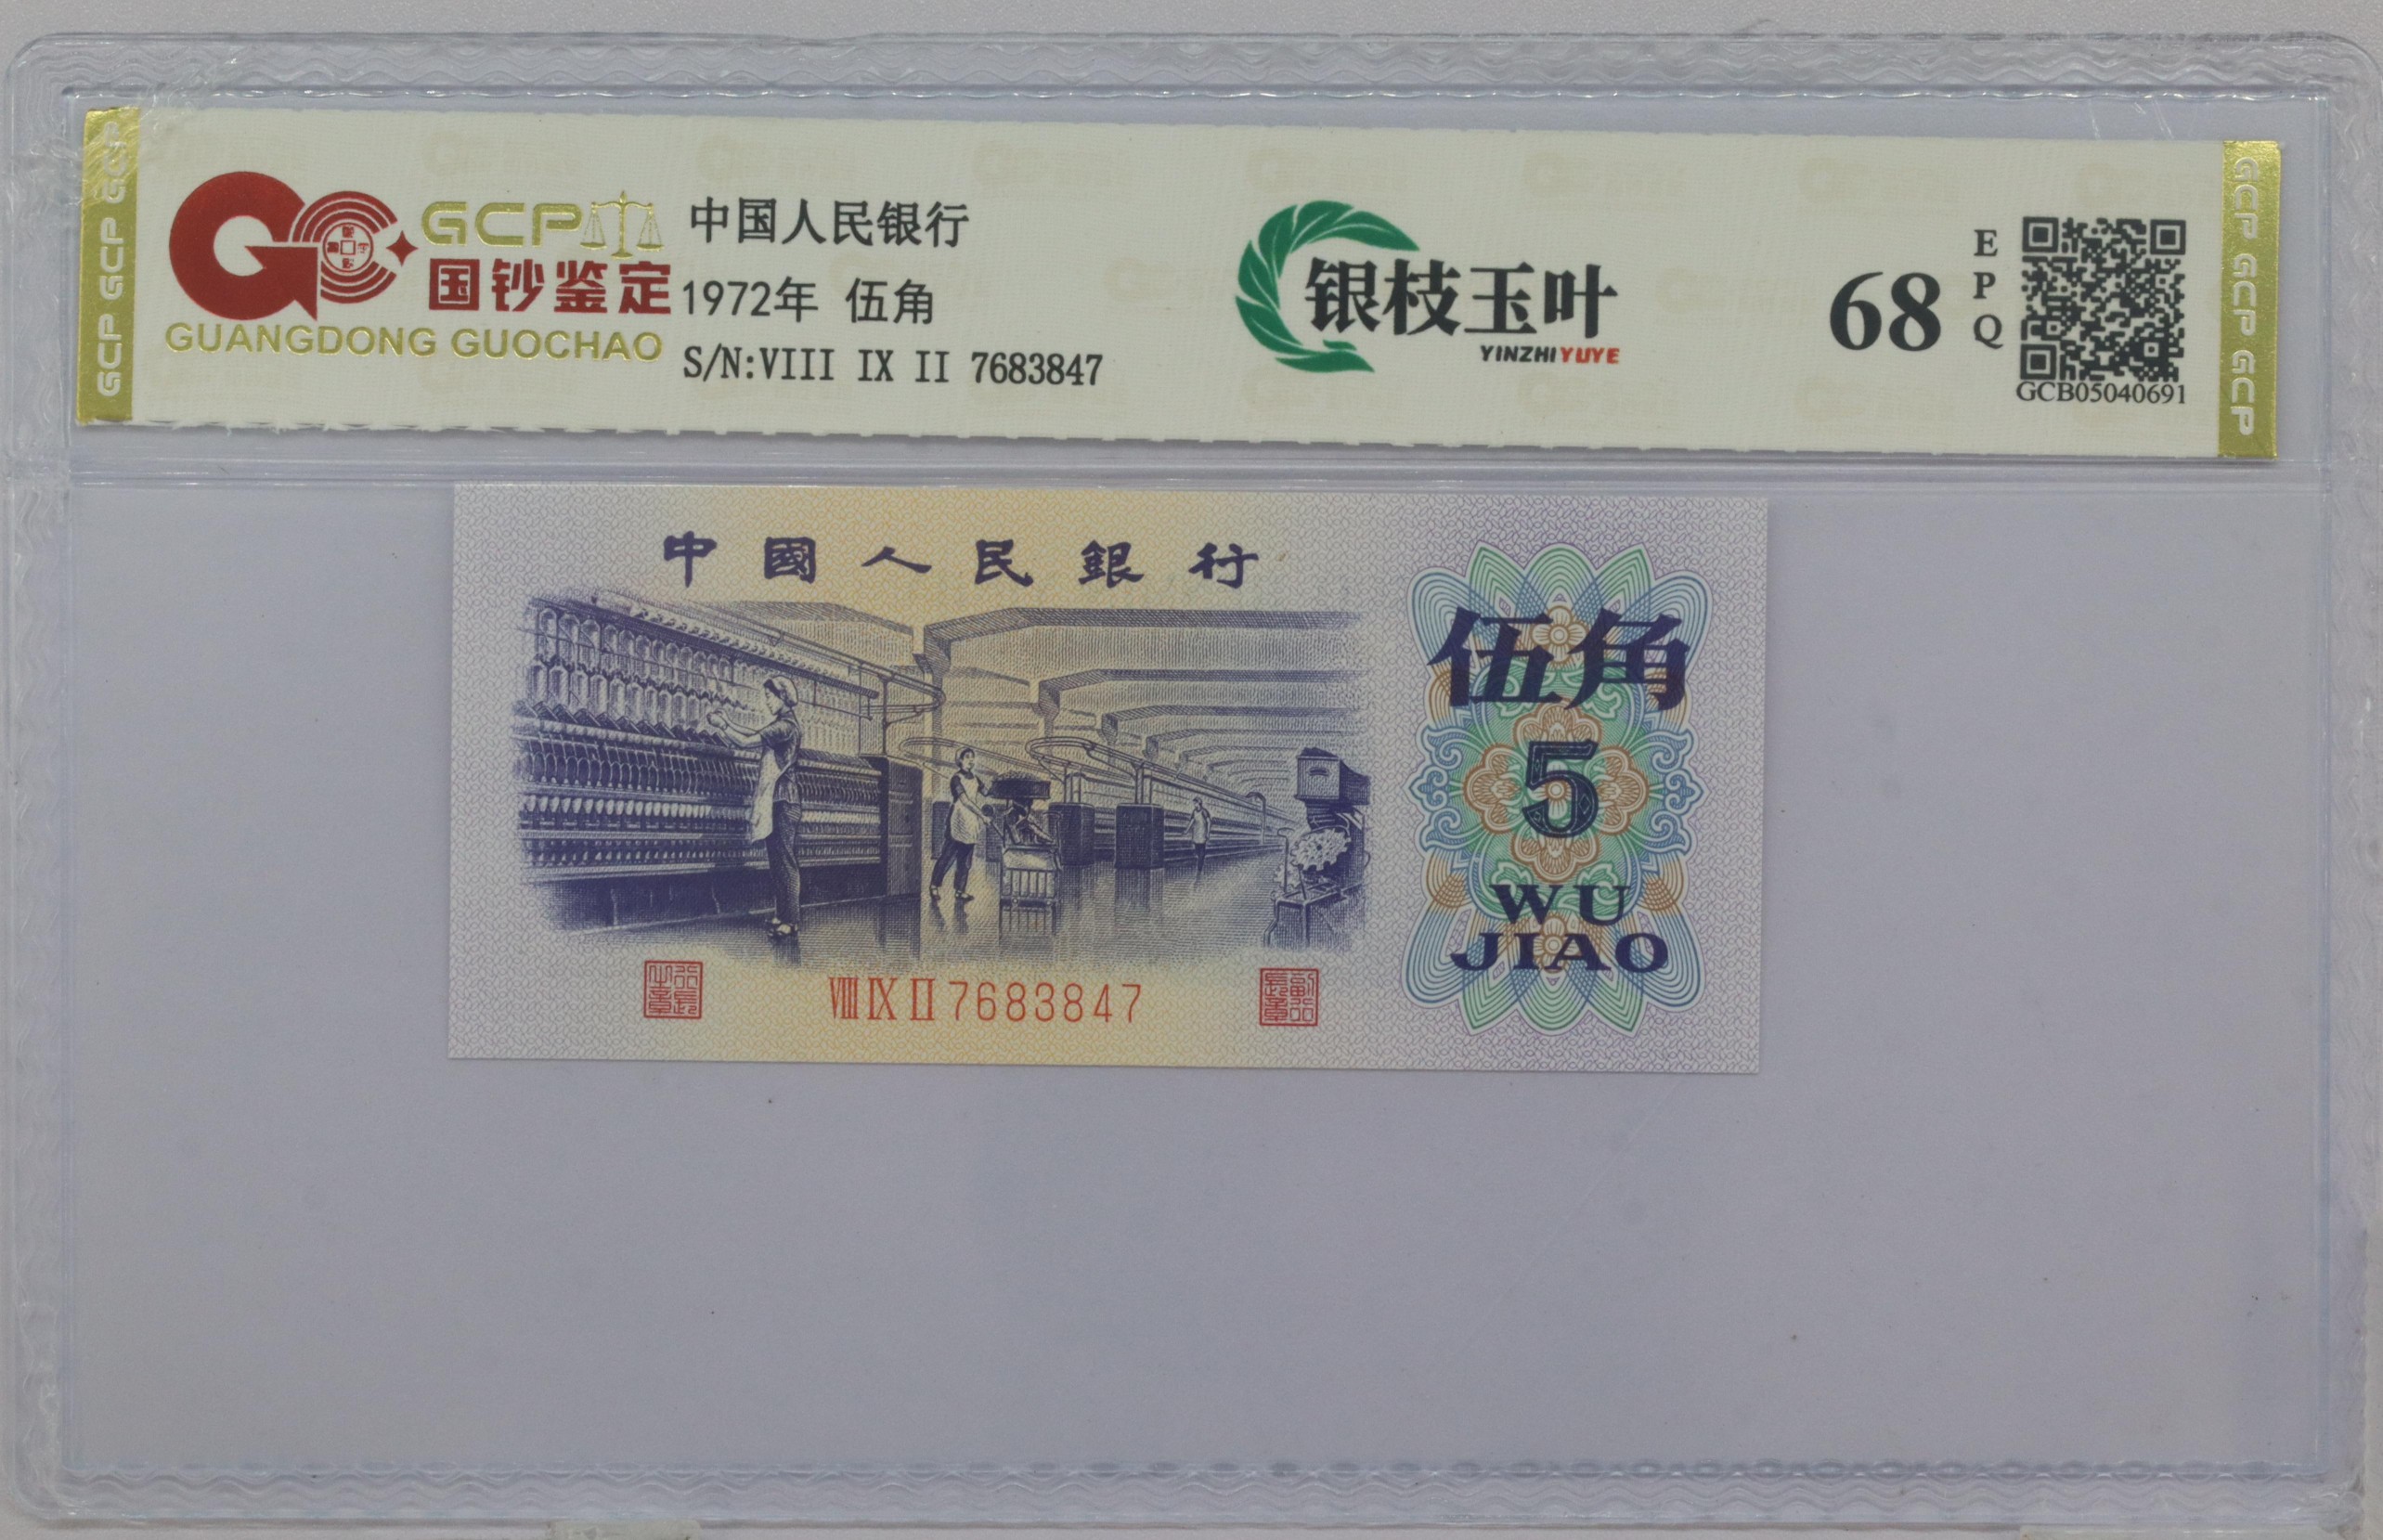 GCP GCP GCP
GCP
国钞鉴定
GUANGDONG GUOCHAO
中国人民银行
1972年 伍角
S/N:VIII IX II 7683847
银枝玉叶
YINZHIYUYE
68
EPQ
GCB05040691
GCP GCP GCP
中國人民銀行
伍角
5
WU
JIAO
VIII IX II 7683847